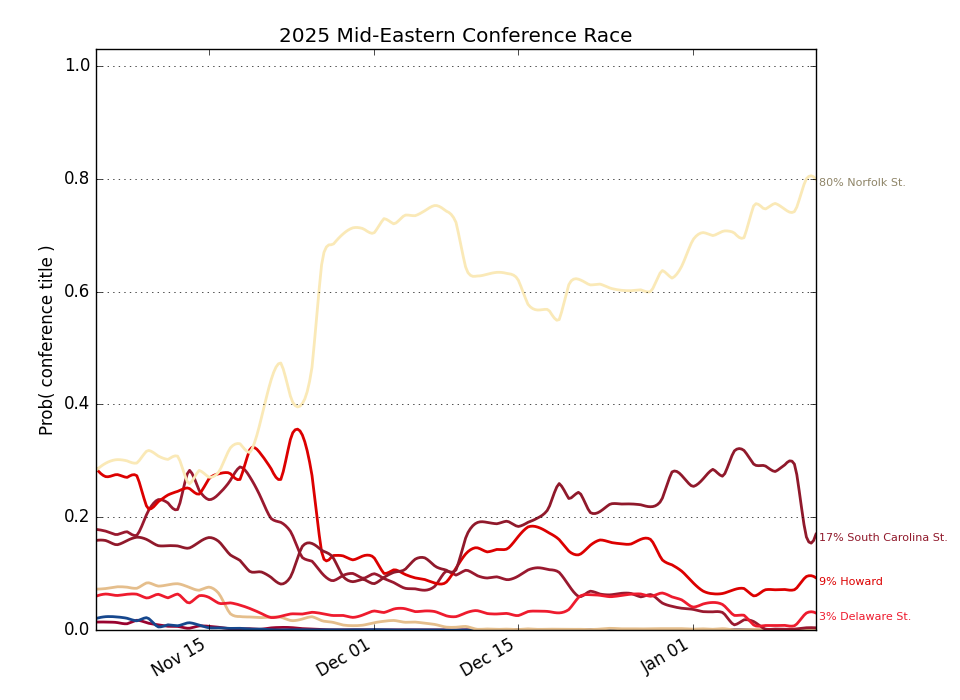 2025 Mid-Eastern Conference Race
Prob( conference title )
1.0
0.8
0.6
0.4
0.2
0.0
80% Norfolk St.
17% South Carolina St.
9% Howard
3% Delaware St.
Nov 15
Dec 01
Dec 15
Jan 01